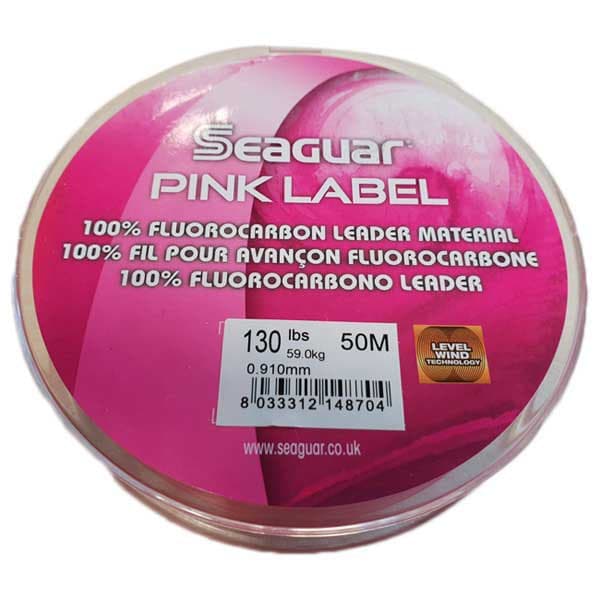 Seaguar
PINK LABEL
100% FLUOROCARBON LEADER MATERIAL
100% FIL POUR AVANÇON FLUOROCARBONE
100% FLUOROCARBONO LEADER
130 lbs 50M
59.0kg
0.910mm
8 033312 148704
LEVEL
WIND
TECHNOLOGY
www.seaguar.co.uk